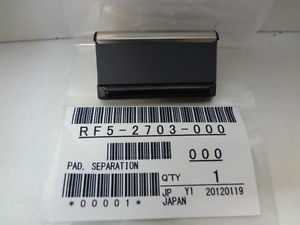 RF5-2703-000
000
PAD, SEPARATION
Q'TY 1
JP Y1 20120119
*00001* JAPAN